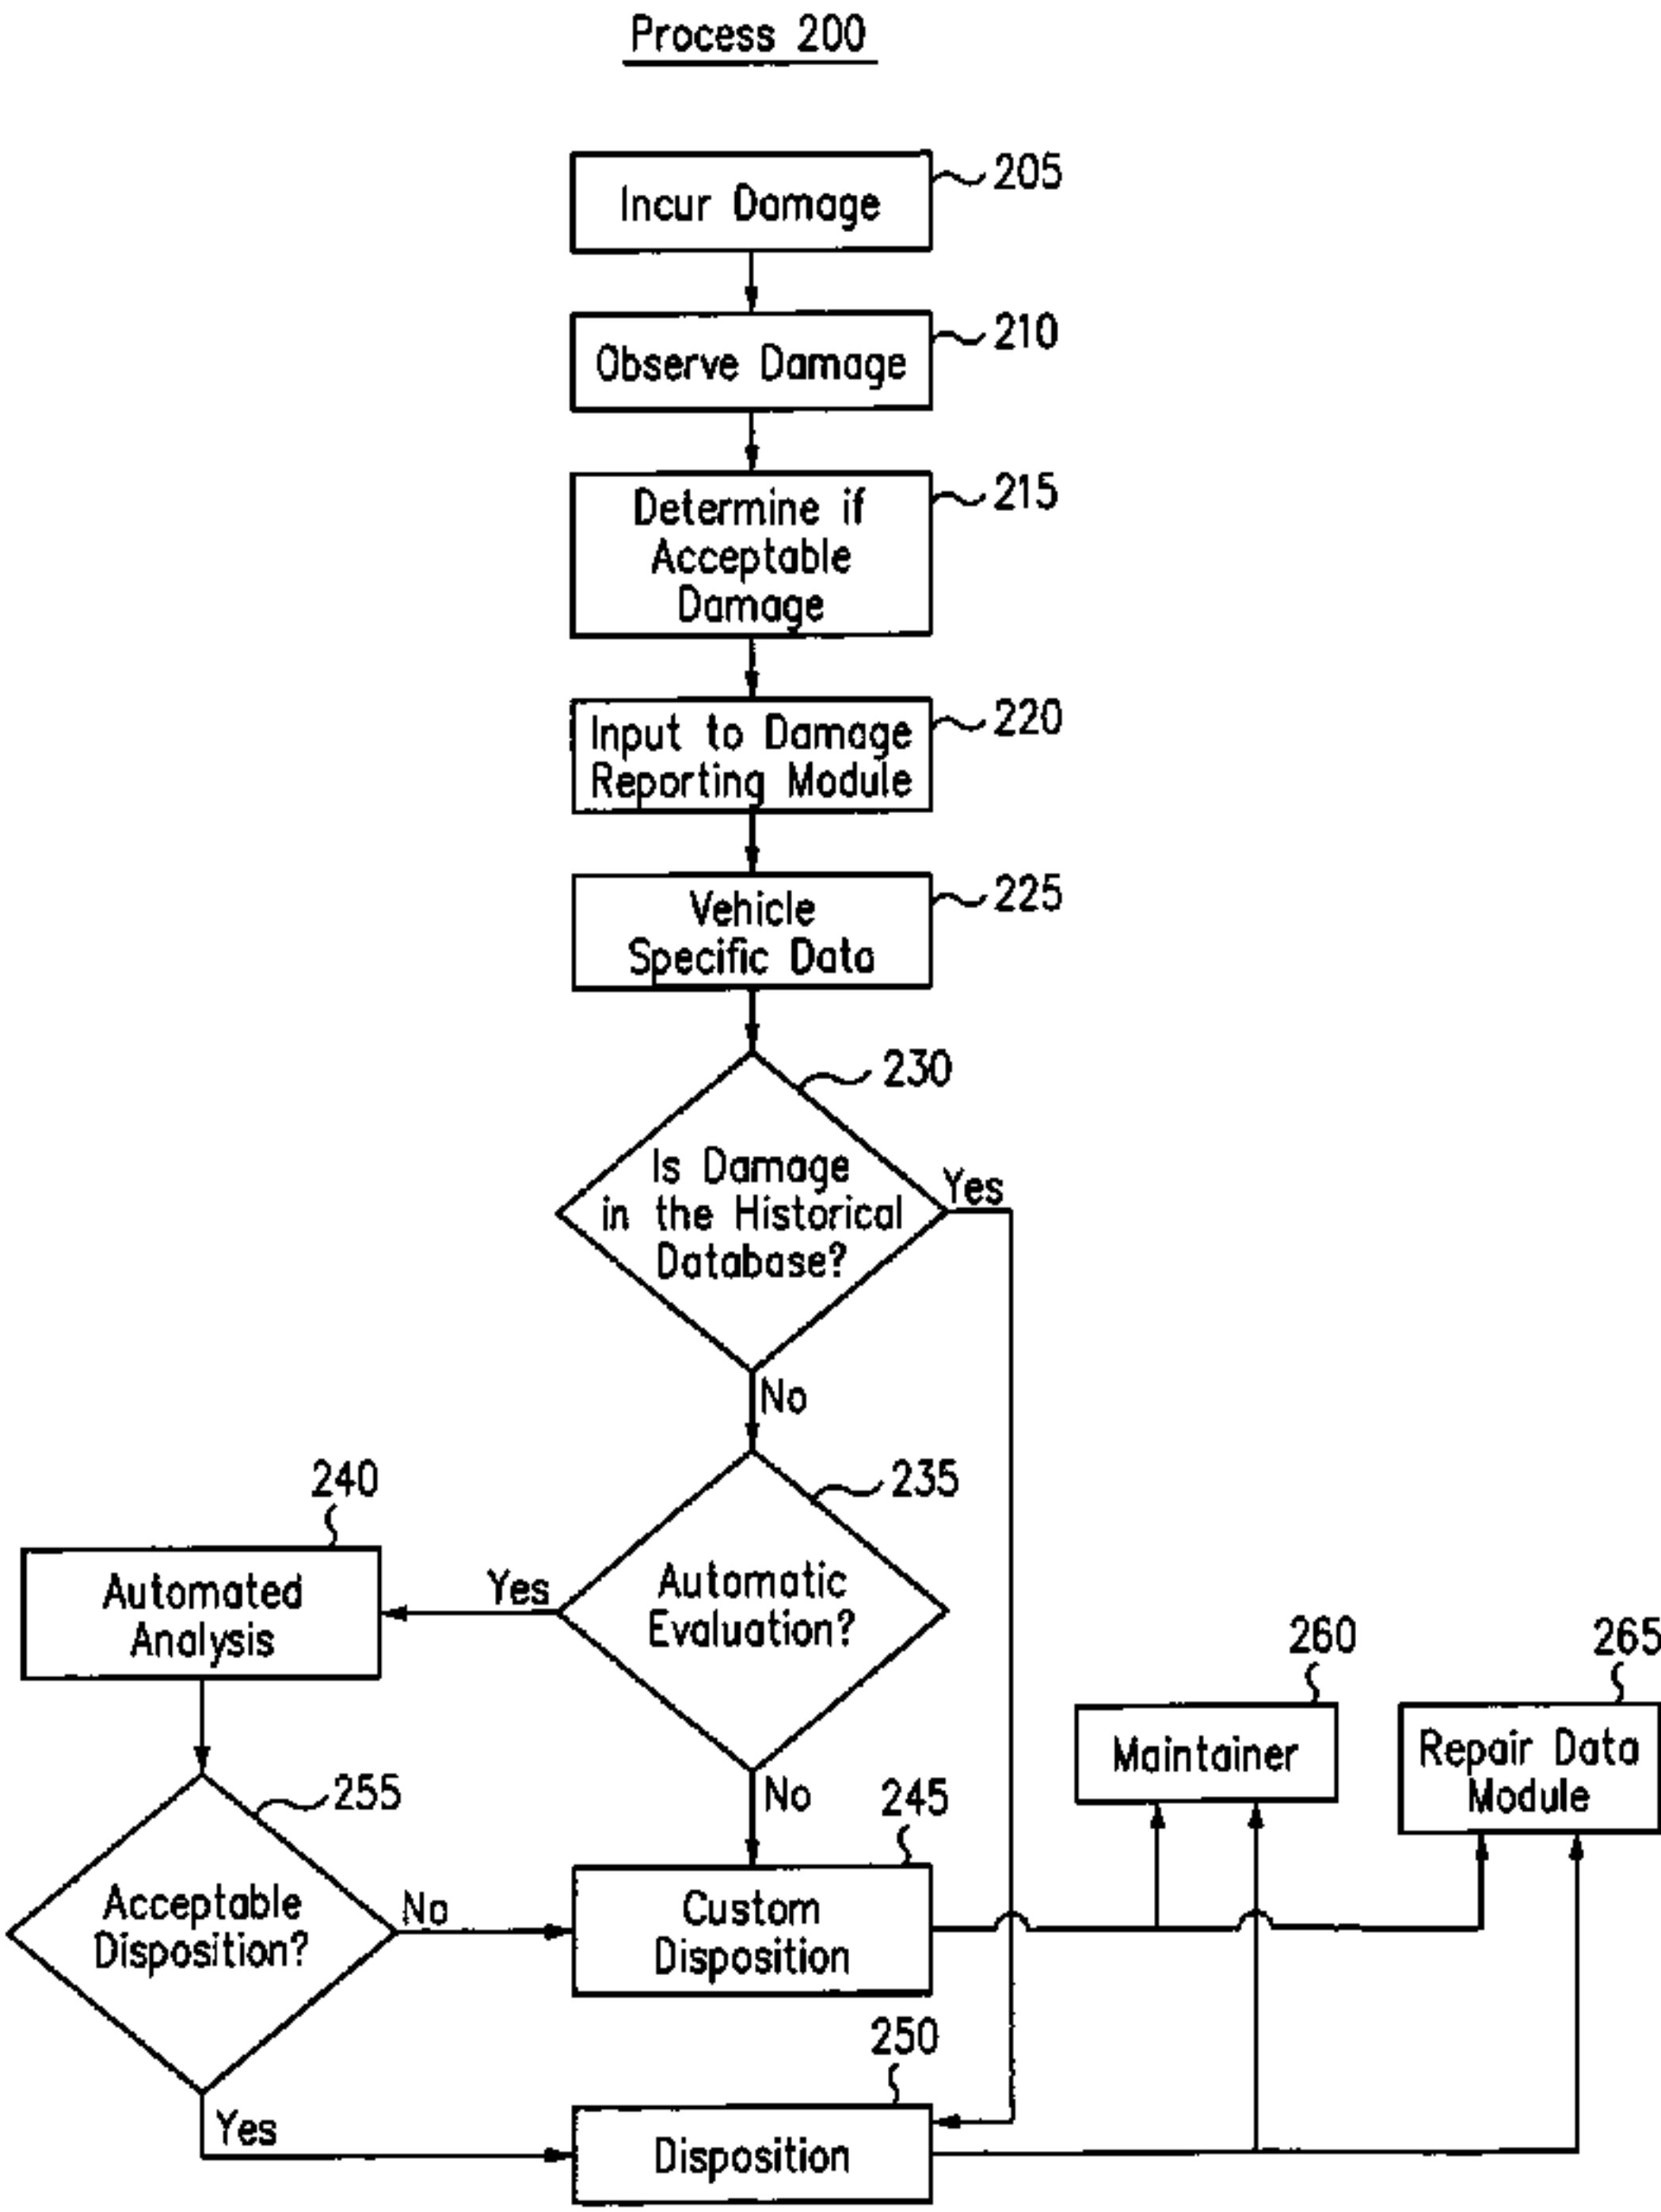 Process 200
Incur Damage
205
Observe Damage
210
Determine if
Acceptable
Damage
215
Input to Damage
Reporting Module
220
Vehicle
Specific Data
225
230
Is Damage
in the Historical
Database?
Yes
No
240
235
Automated
Analysis
Yes
Automatic
Evaluation?
260
265
Maintainer
Repair Data
Module
255
No
245
Acceptable
Disposition?
No
Custom
Disposition
250
Yes
Disposition